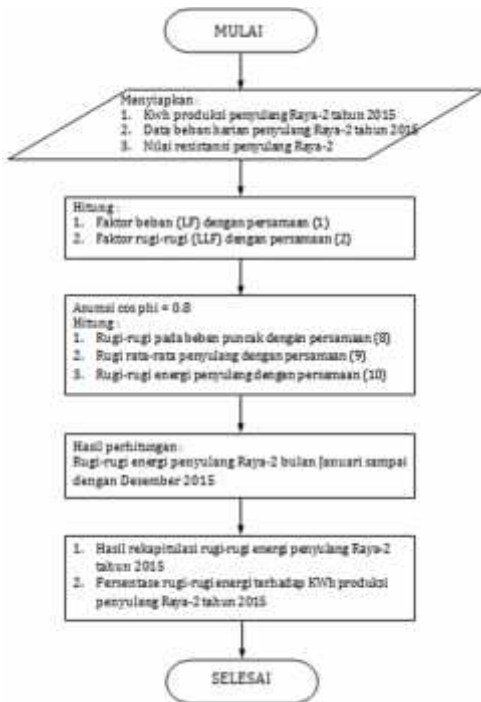 MULAI
Menyiapkan :
1. Kwh produksi penyulang Raya-2 tahun 2015
2. Data beban harian penyulang Raya-2 tahun 2015
3. Nilai resistansi penyulang Raya-2
Hitung :
1. Faktor beban (LF) dengan persamaan (1)
2. Faktor rugi-rugi (LLF) dengan persamaan (2)
Asumsi cos phi = 0.8
Hitung :
1. Rugi-rugi pada beban puncak dengan persamaan (8)
2. Rugi rata-rata penyulang dengan persamaan (9)
3. Rugi-rugi energi penyulang dengan persamaan (10)
Hasil perhitungan :
Rugi-rugi energi penyulang Raya-2 bulan Januari sampai
dengan Desember 2015
1. Hasil rekapitulasi rugi-rugi energi penyulang Raya-2
tahun 2015
2. Persentase rugi-rugi energi terhadap KWh produksi
penyulang Raya-2 tahun 2015
SELESAI